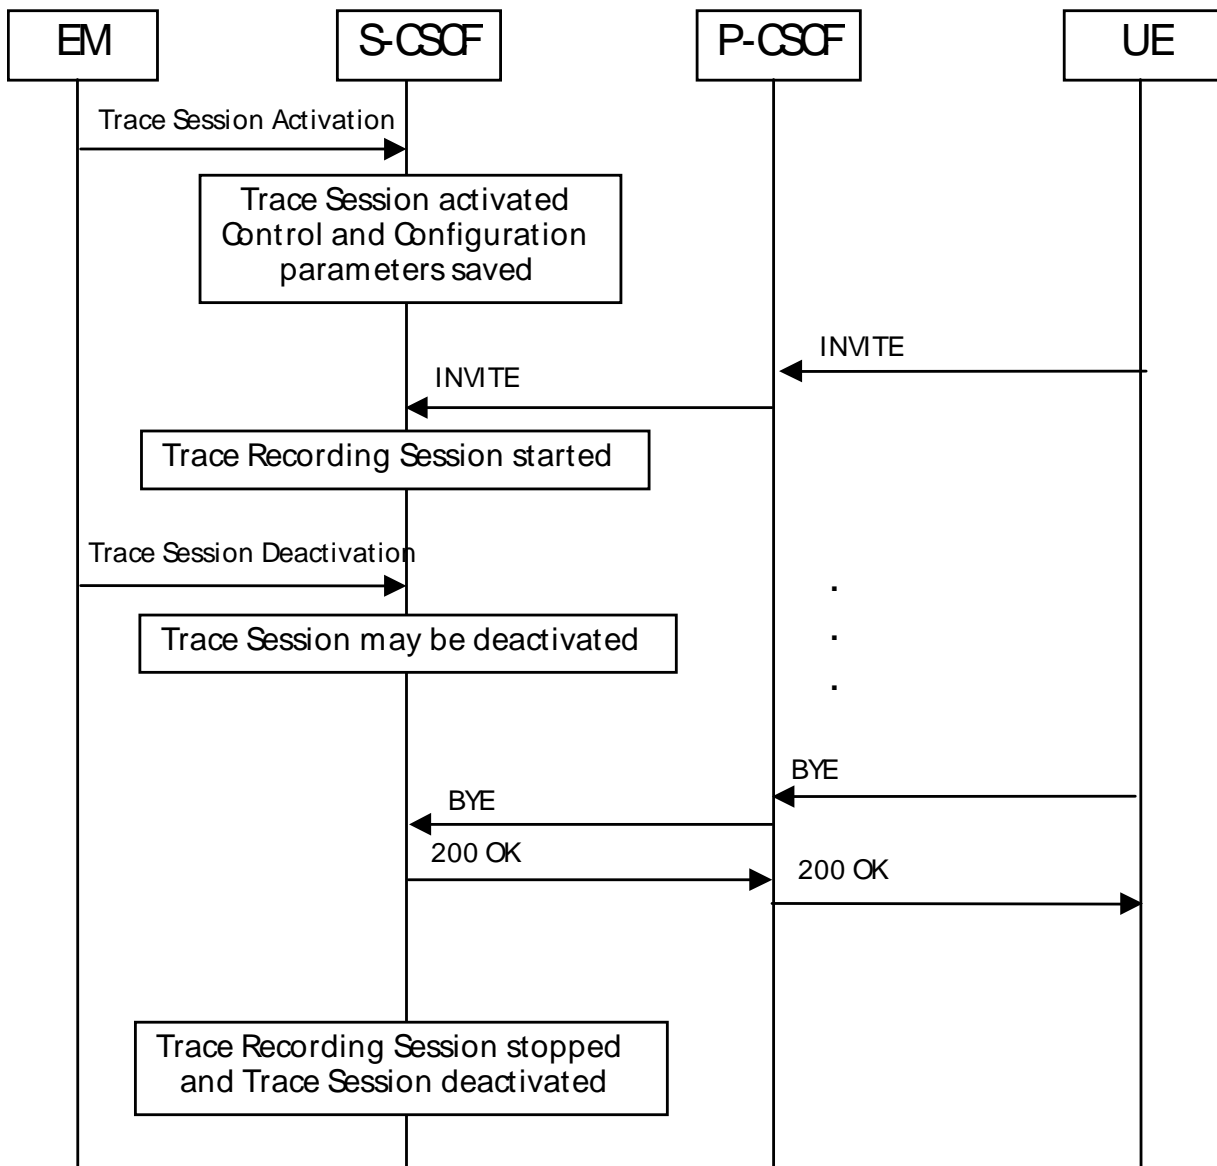 EM
S-CSCF
P-CSCF
UE
Trace Session Activation
Trace Session activated
Control and Configuration
parameters saved
INVITE
INVITE
Trace Recording Session started
Trace Session Deactivation
.
Trace Session may be deactivated
.
.
BYE
BYE
200 OK
200 OK
Trace Recording Session stopped
and Trace Session deactivated